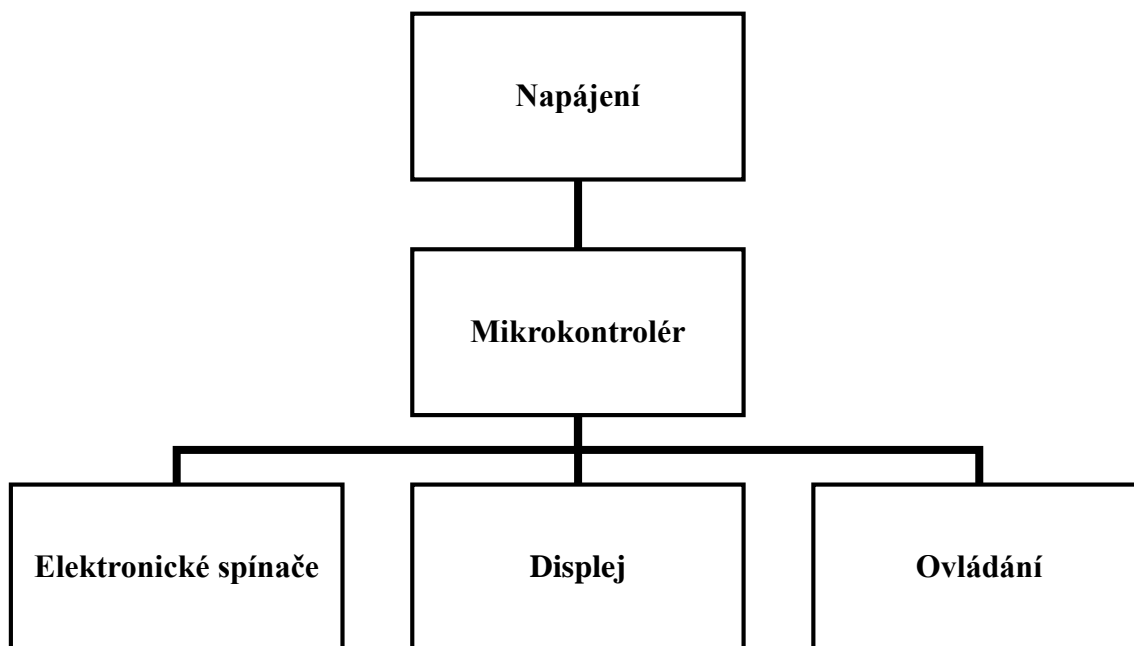 Napájení
Mikrokontrolér
Elektronické spínače
Displej
Ovládání